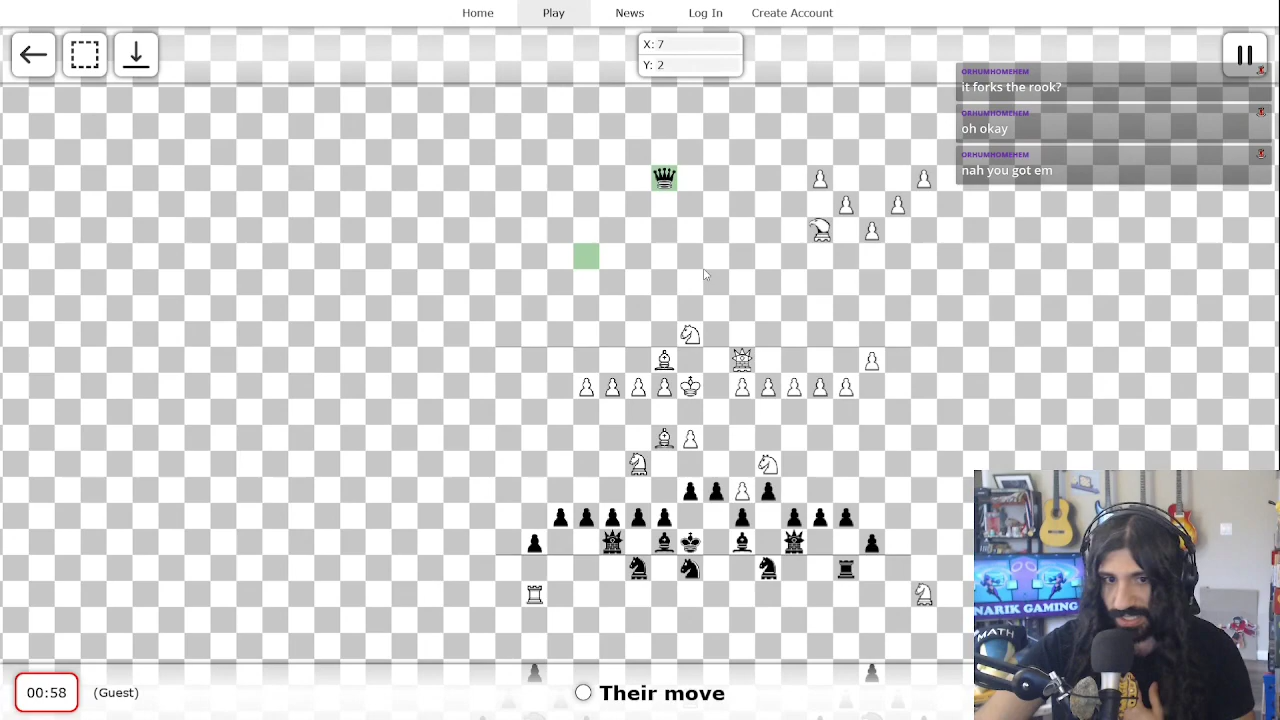 Home Play News Log In Create Account
X: 7
Y: 2
ORHUMHOMEHEM
it forks the rook?
ORHUMHOMEHEM
oh okay
ORHUMHOMEHEM
nah you got em
NARIK GAMING
MATH
00:58 (Guest) Their move